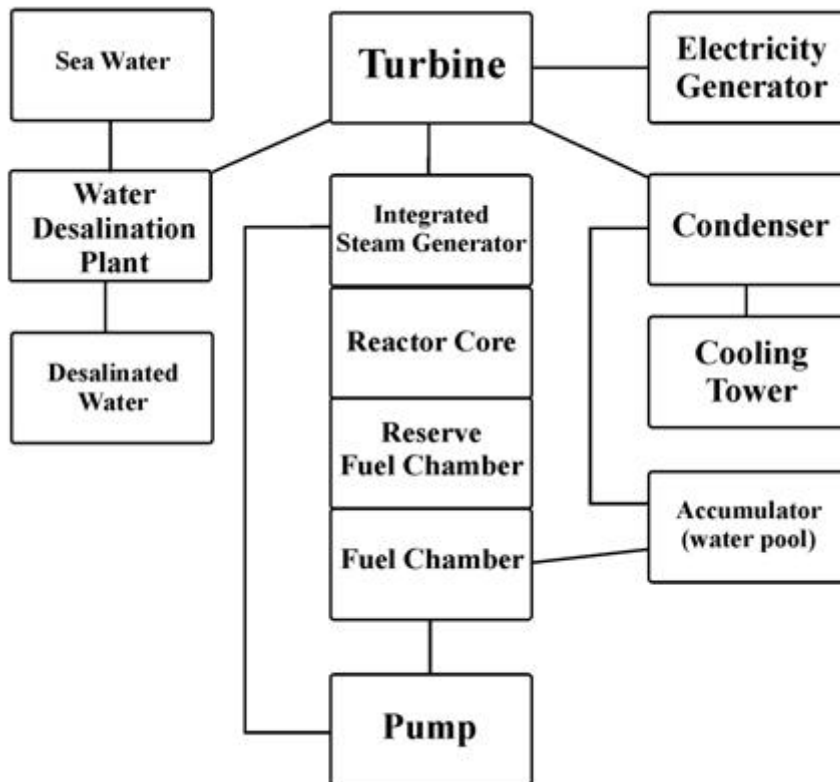 Sea Water
Turbine
Electricity
Generator
Water
Desalination
Plant
Integrated
Steam Generator
Condenser
Reactor Core
Cooling
Tower
Desalinated
Water
Reserve
Fuel Chamber
Accumulator
(water pool)
Fuel Chamber
Pump